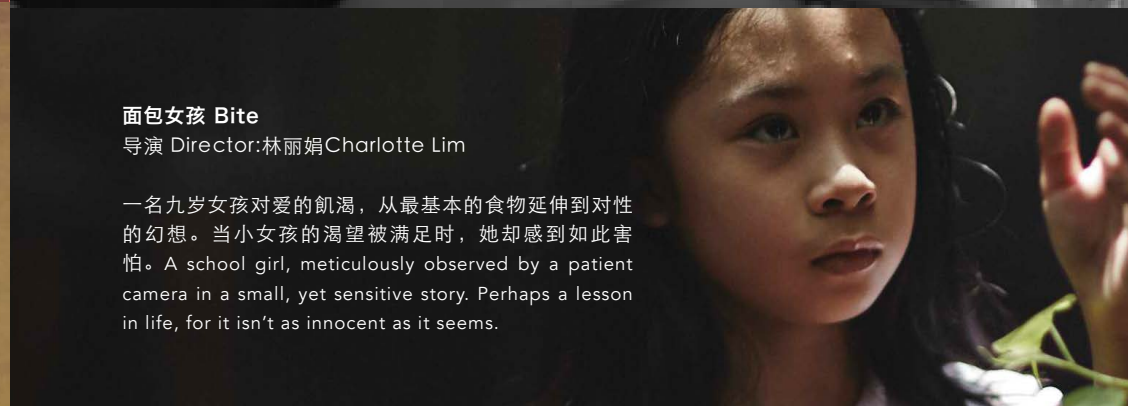 面包女孩 Bite
导演 Director:林丽娟Charlotte Lim
一名九岁女孩对爱的飢渴，从最基本的食物延伸到对性
的幻想。当小女孩的渴望被满足时，她却感到如此害
怕。A school girl, meticulously observed by a patient
camera in a small, yet sensitive story. Perhaps a lesson
in life, for it isn’t as innocent as it seems.